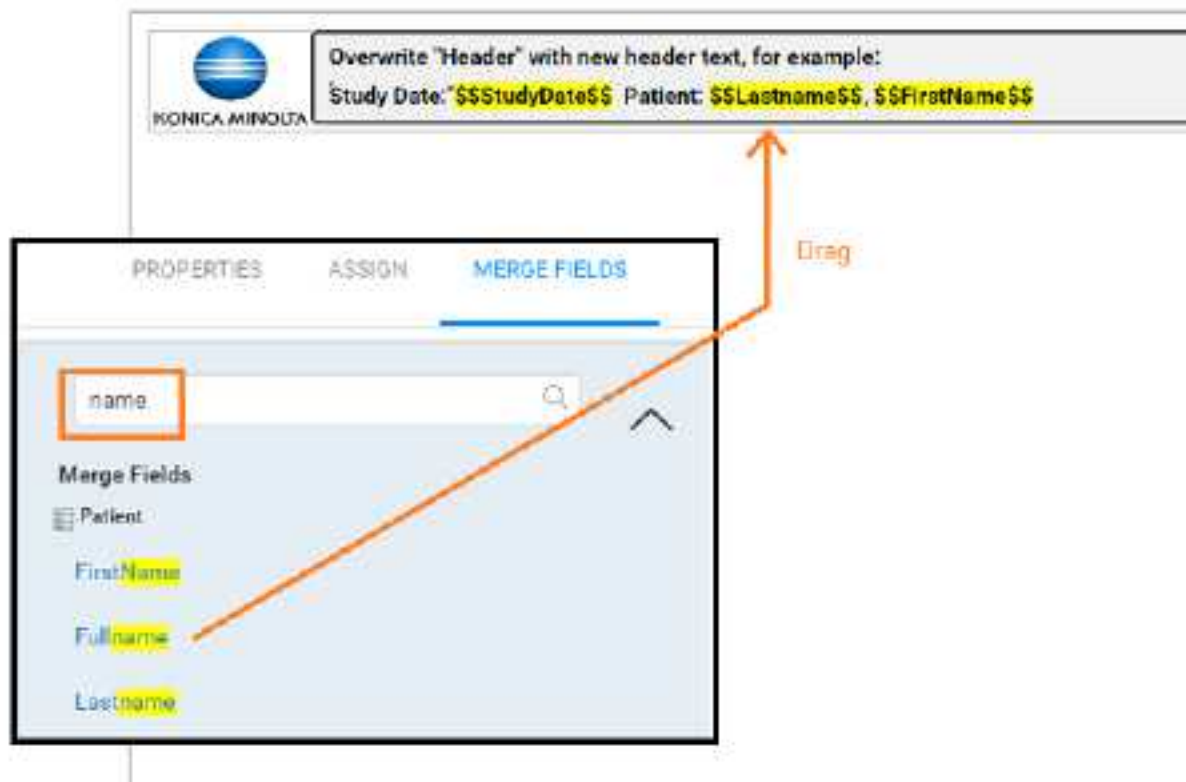 Overwrite "Header" with new header text, for example:
Study Date:"$$StudyDate$$ Patient: $$Lastname$$, $$FirstName$$
KONICA MINOLTA
Drag
PROPERTIES ASSIGN MERGE FIELDS
name
Merge Fields
Patient
FirstName
Fullname
Lastname